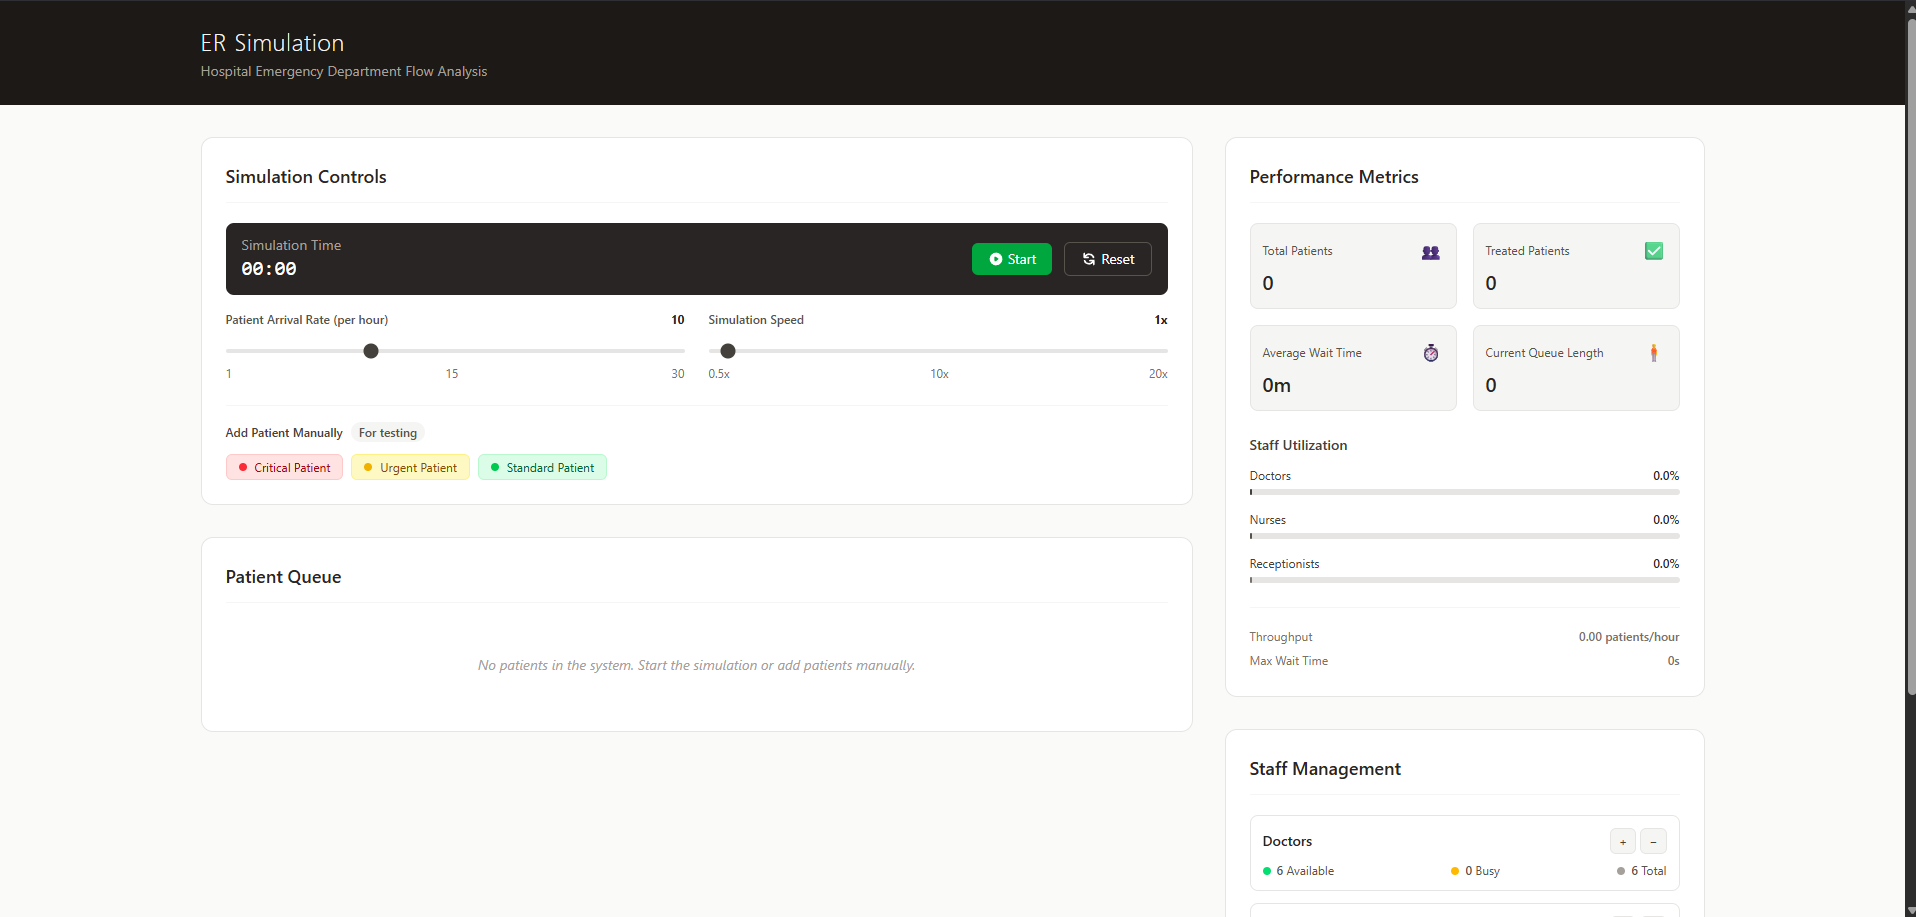 ER Simulation
Hospital Emergency Department Flow Analysis
Simulation Controls
Simulation Time
00:00
Start
Reset
Patient Arrival Rate (per hour)
10
1
15
30
Simulation Speed
1x
0.5x
10x
20x
Add Patient Manually
For testing
Critical Patient
Urgent Patient
Standard Patient
Patient Queue
No patients in the system. Start the simulation or add patients manually.
Performance Metrics
Total Patients
0
Treated Patients
0
Average Wait Time
0m
Current Queue Length
0
Staff Utilization
Doctors
0.0%
Nurses
0.0%
Receptionists
0.0%
Throughput
0.00 patients/hour
Max Wait Time
0s
Staff Management
Doctors
+
−
6 Available
0 Busy
6 Total